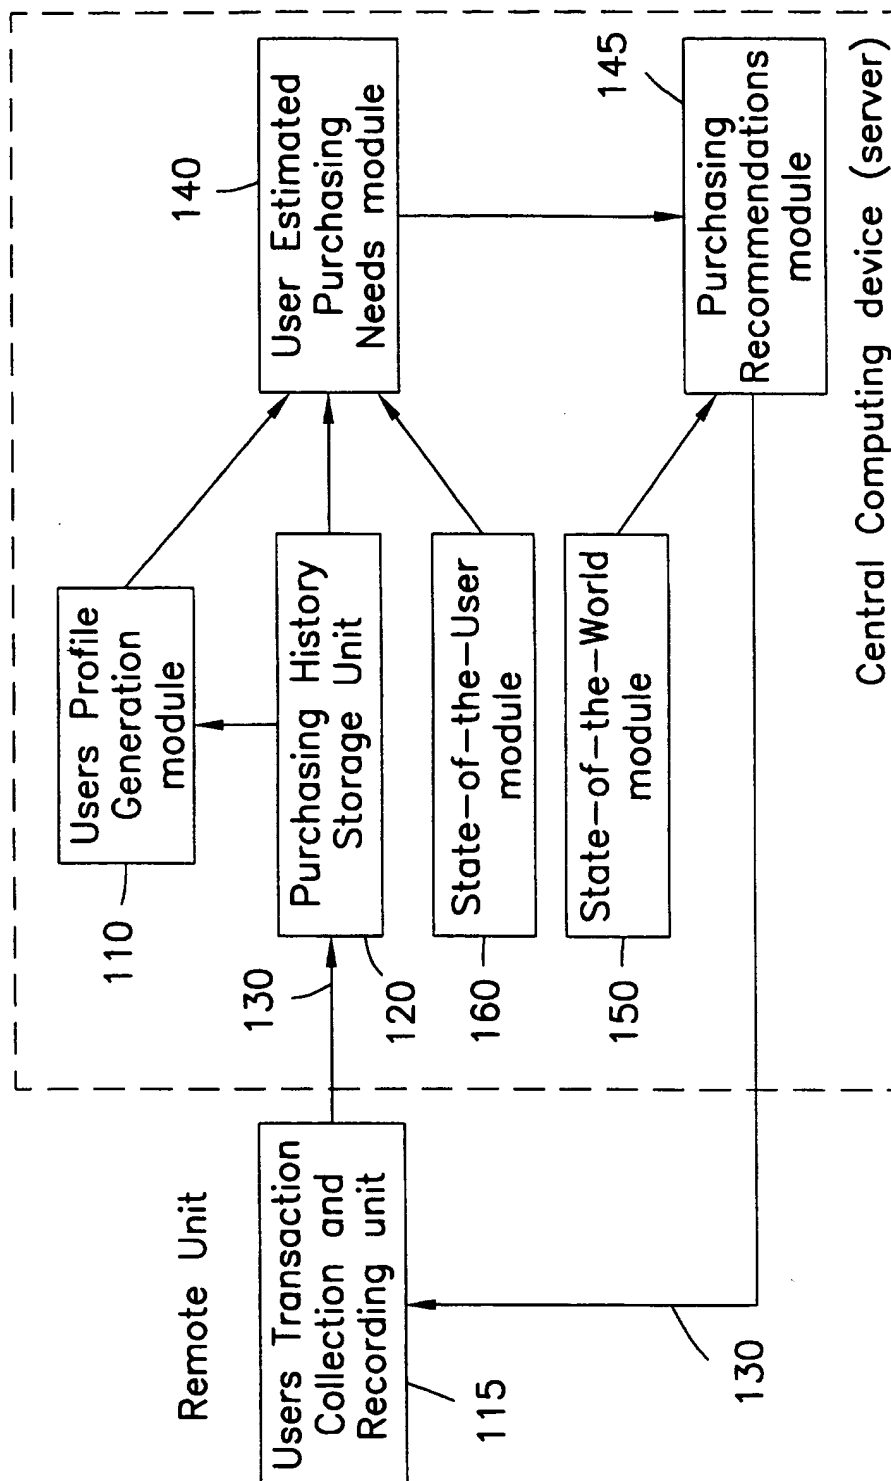 Remote Unit
Users Transaction
Collection and
Recording unit
115
130
130
Users Profile
Generation
module
110
Purchasing History
Storage Unit
120
State-of-the-User
module
160
State-of-the-World
module
150
140
User Estimated
Purchasing
Needs module
145
Purchasing
Recommendations
module
Central Computing device (server)